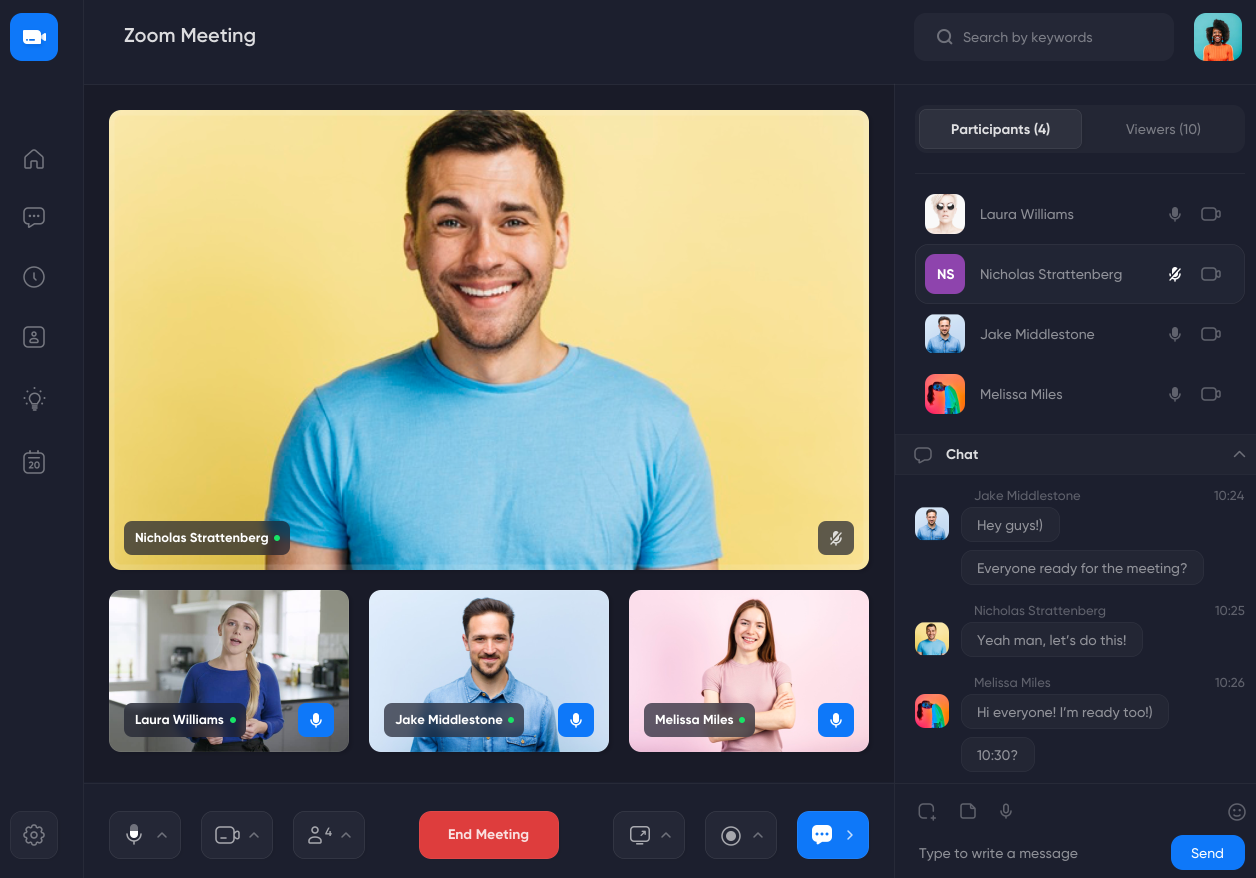 Zoom Meeting
Search by keywords
Participants (4)
Viewers (10)
Laura Williams
NS
Nicholas Strattenberg
Jake Middlestone
Melissa Miles
20
Nicholas Strattenberg
Laura Williams
Jake Middlestone
Melissa Miles
Chat
Jake Middlestone 10:24
Hey guys!)
Everyone ready for the meeting?
Nicholas Strattenberg 10:25
Yeah man, let's do this!
Melissa Miles 10:26
Hi everyone! I'm ready too!)
10:30?
4
End Meeting
Type to write a message
Send